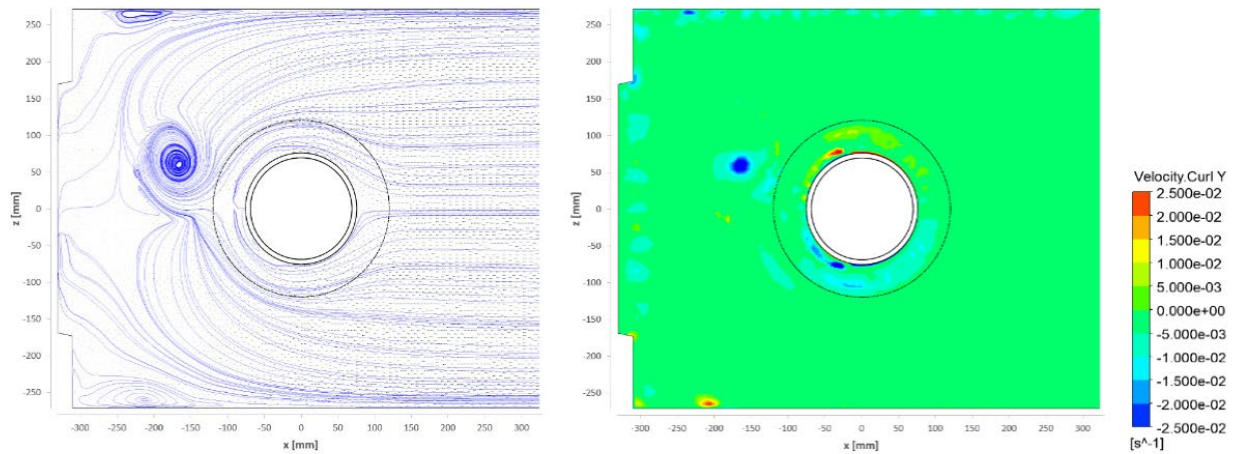 250
200
150
100
50
0
-50
-100
-150
-200
-250
z [mm]
-300 -250 -200 -150 -100 -50 0 50 100 150 200 250 300
x [mm]
250
200
150
100
50
0
-50
-100
-150
-200
-250
z [mm]
-300 -250 -200 -150 -100 -50 0 50 100 150 200 250 300
x [mm]
Velocity.Curl Y
2.500e-02
2.000e-02
1.500e-02
1.000e-02
5.000e-03
0.000e+00
-5.000e-03
-1.000e-02
-1.500e-02
-2.000e-02
-2.500e-02
[s^-1]